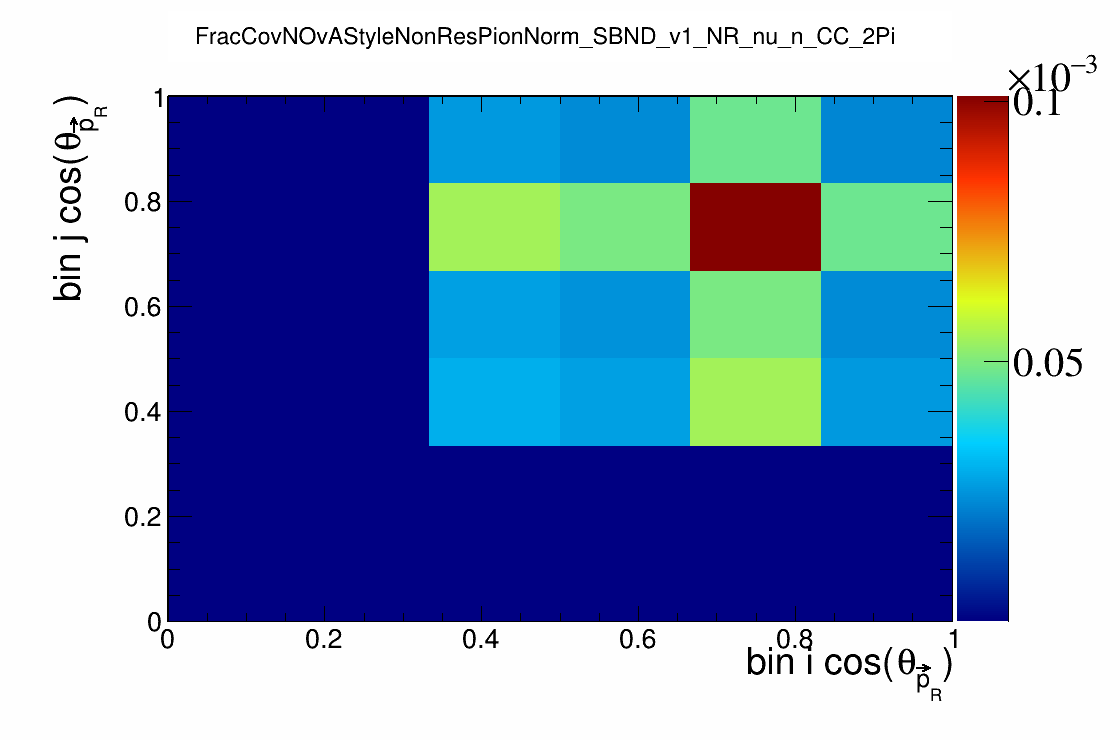 FracCovNOvAStyleNonResPionNorm_SBND_v1_NR_nu_n_CC_2Pi
×10⁻³
0.1
0.05
bin j cos(θ_p⃗_R)
1
0.8
0.6
0.4
0.2
0
0 0.2 0.4 0.6 0.8 1
bin i cos(θ_p⃗_R)